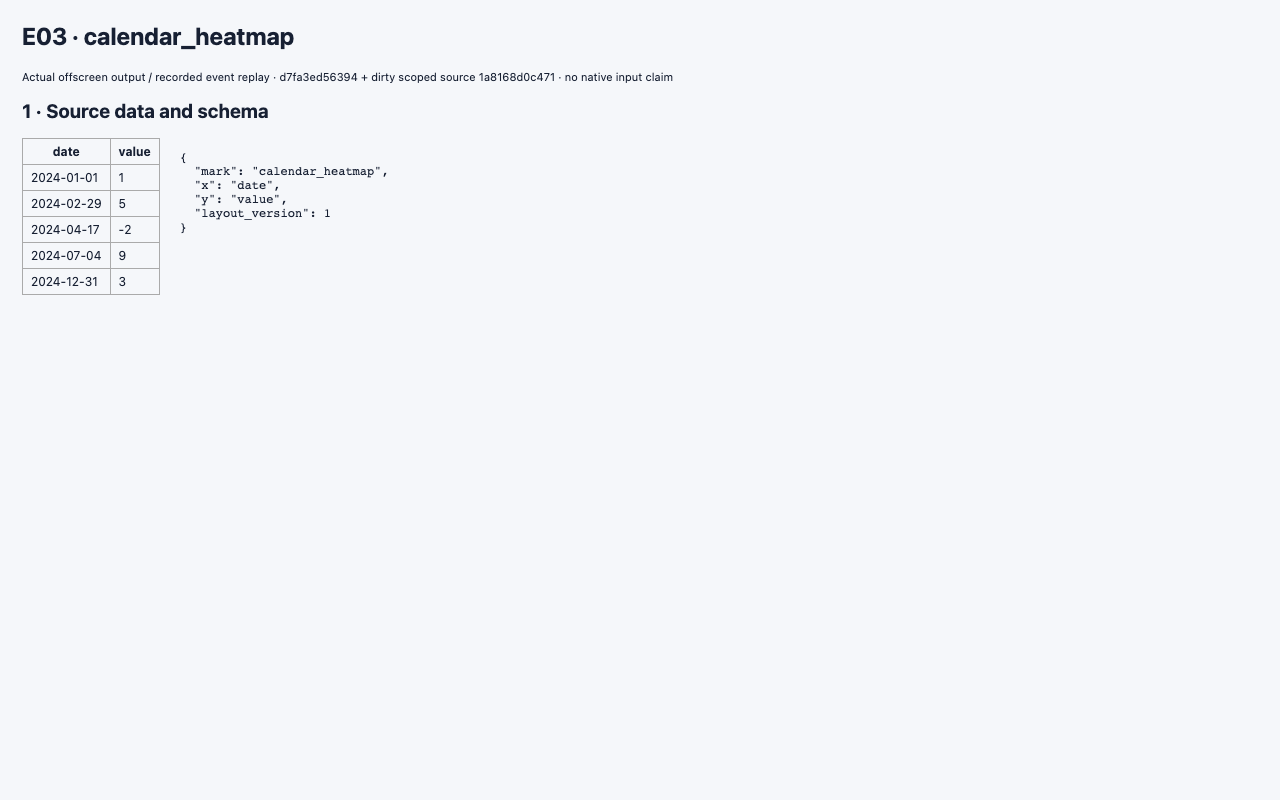 E03 · calendar_heatmap
Actual offscreen output / recorded event replay · d7fa3ed56394 + dirty scoped source 1a8168d0c471 · no native input claim
1 · Source data and schema
date value
2024-01-01 1
2024-02-29 5
2024-04-17 -2
2024-07-04 9
2024-12-31 3
{
  "mark": "calendar_heatmap",
  "x": "date",
  "y": "value",
  "layout_version": 1
}